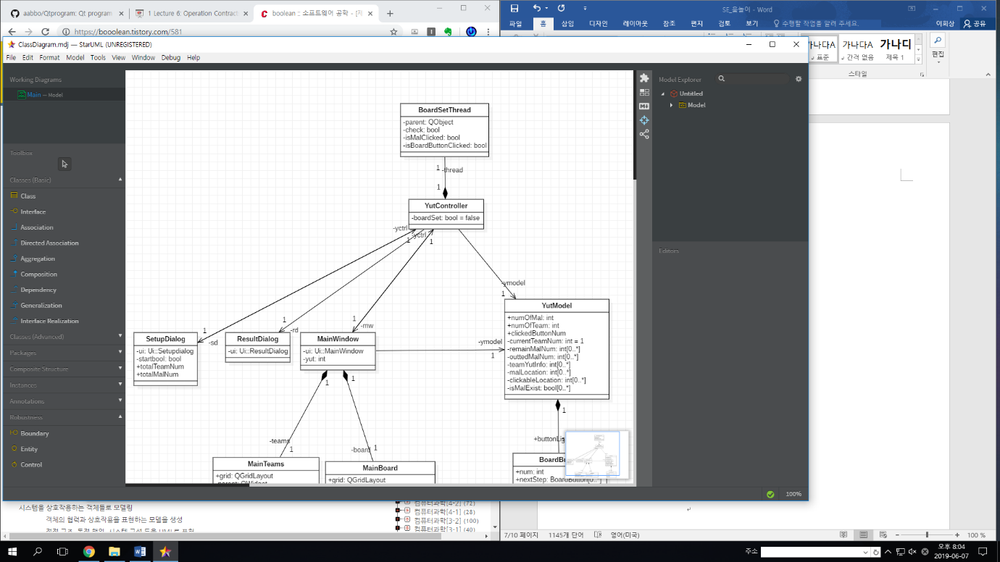 aabbo/Qtprogram: Qt program
1 Lecture 6: Operation Contract
boolean :: 소프트웨어 공학 - [
https://booolean.tistory.com/581
SE_윷놀이 - Word
파일 홈 삽입 디자인 레이아웃 참조 편지 검토 보기 수행할 작업을 알려 주세요. 이희상 공유
가나다A 가나다A 가나디
표준 간격 없음 제목 1
편집
스타일
ClassDiagram.mdj — StarUML (UNREGISTERED)
File Edit Format Model Tools View Window Debug Help
Working Diagrams
Main — Model
Toolbox
Classes (Basic)
Class
Interface
Association
Directed Association
Aggregation
Composition
Dependency
Generalization
Interface Realization
Classes (Advanced)
Packages
Composite Structure
Instances
Annotations
Robustness
Boundary
Entity
Control
BoardSetThread
-parent: QObject
-check: bool
-isMalClicked: bool
-isBoardButtonClicked: bool
1
-thread
1
YutController
-boardSet: bool = false
-yctrl
-yctrl
1
1
-ymodel
1
YutModel
+numOfMal: int
+numOfTeam: int
+clickedButtonNum
-currentTeamNum: int = 1
-remainMalNum: int[0..*]
-outtedMalNum: int[0..*]
-teamYutInfo: int[0..*]
-malLocation: int[0..*]
-clickableLocation: int[0..*]
-isMalExist: bool[0..*]
1
-sd
1
-rd
1
-mw
SetupDialog
-ui: Ui::Setupdialog
-startbool: bool
+totalTeamNum
+totalMalNum
ResultDialog
-ui: Ui::ResultDialog
MainWindow
-ui: Ui::MainWindow
-yut: int
-ymodel
1
1
1
1
-teams
1
-board
1
+buttonLis
MainTeams
+grid: QGridLayout
-parent: QWidget
MainBoard
+grid: QGridLayout
BoardBu
+num: int
+nextStep: BoardButton[0..*]
Model Explorer
Untitled
Model
Editors
100%
시스템을 상호작용하는 객체들로 모델링
객체의 협력과 상호작용을 표현하는 모델을 생성
컴퓨터과학[4-2] (72)
컴퓨터과학[4-1] (28)
컴퓨터과학[3-2] (100)
컴퓨터과학[3-1] (40)
7/10 페이지 1145개 단어 영어(미국) 100 %
주소
오후 8:04
2019-06-07